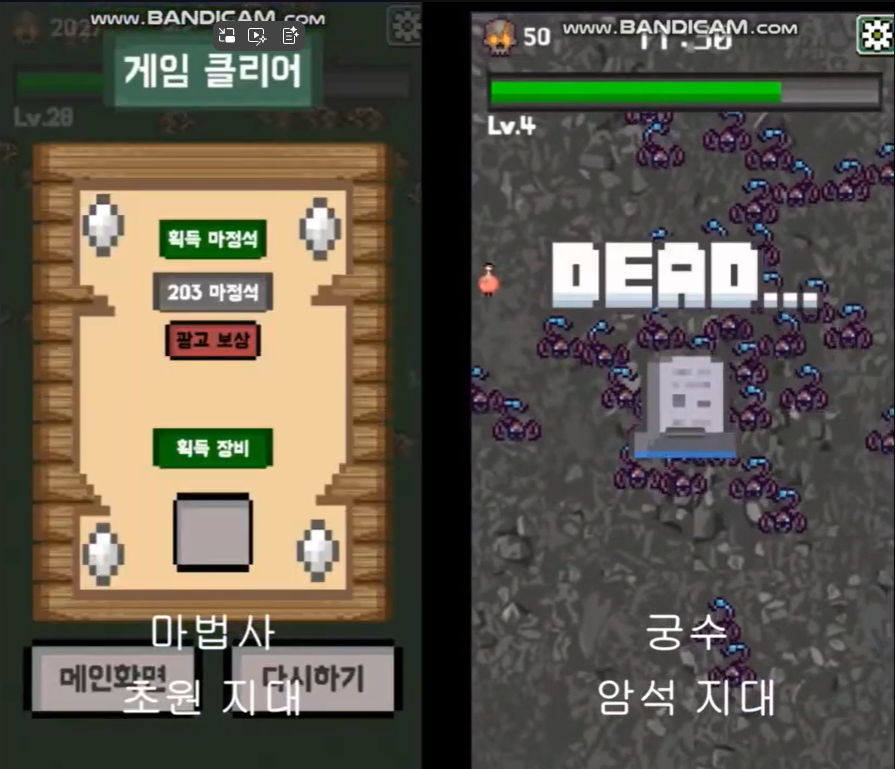 WWW.BANDICAM.COM
게임 클리어
Lv.28
획득 마정석
203 마정석
광고 보상
획득 장비
마법사
메인화면
다시하기
초원 지대
WWW.BANDICAM.COM
50
Lv.4
DEAD...
궁수
암석 지대